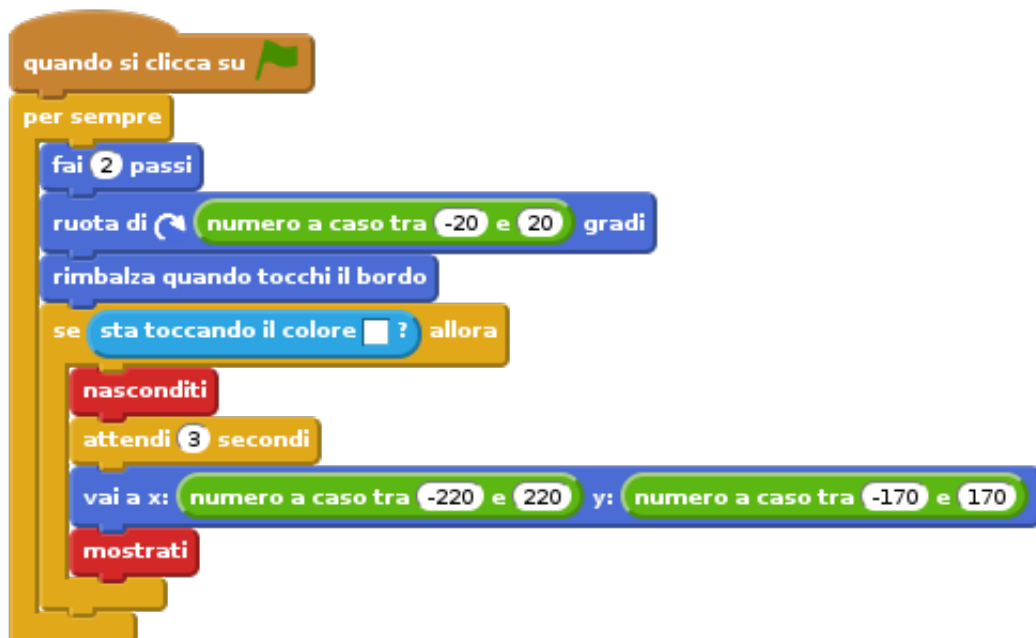 quando si clicca su
per sempre
fai 2 passi
ruota di numero a caso tra -20 e 20 gradi
rimbalza quando tocchi il bordo
se sta toccando il colore ? allora
nasconditi
attendi 3 secondi
vai a x: numero a caso tra -220 e 220 y: numero a caso tra -170 e 170
mostrati